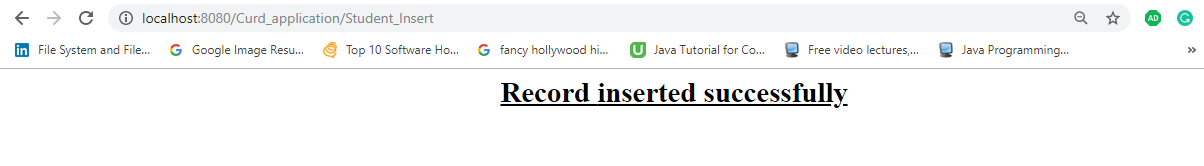 localhost:8080/Curd_application/Student_Insert
File System and File... Google Image Resu... Top 10 Software Ho... fancy hollywood hi... Java Tutorial for Co... Free video lectures,... Java Programming... »
Record inserted successfully